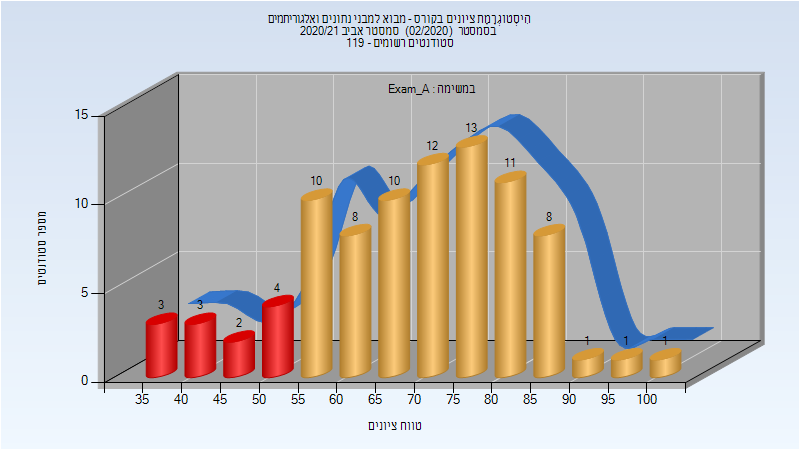 הִיסְטוֹגְרָמַת ציונים בקורס - מבוא למבני נתונים ואלגוריתמים
בסמסטר (02/2020) סמסטר אביב 2020/21
סטודנטים רשומים - 119
במשימה : Exam_A
מספר סטודנטים
15
10
5
0
3
3
2
4
10
8
10
12
13
11
8
1
1
1
35 40 45 50 55 60 65 70 75 80 85 90 95 100
טווח ציונים